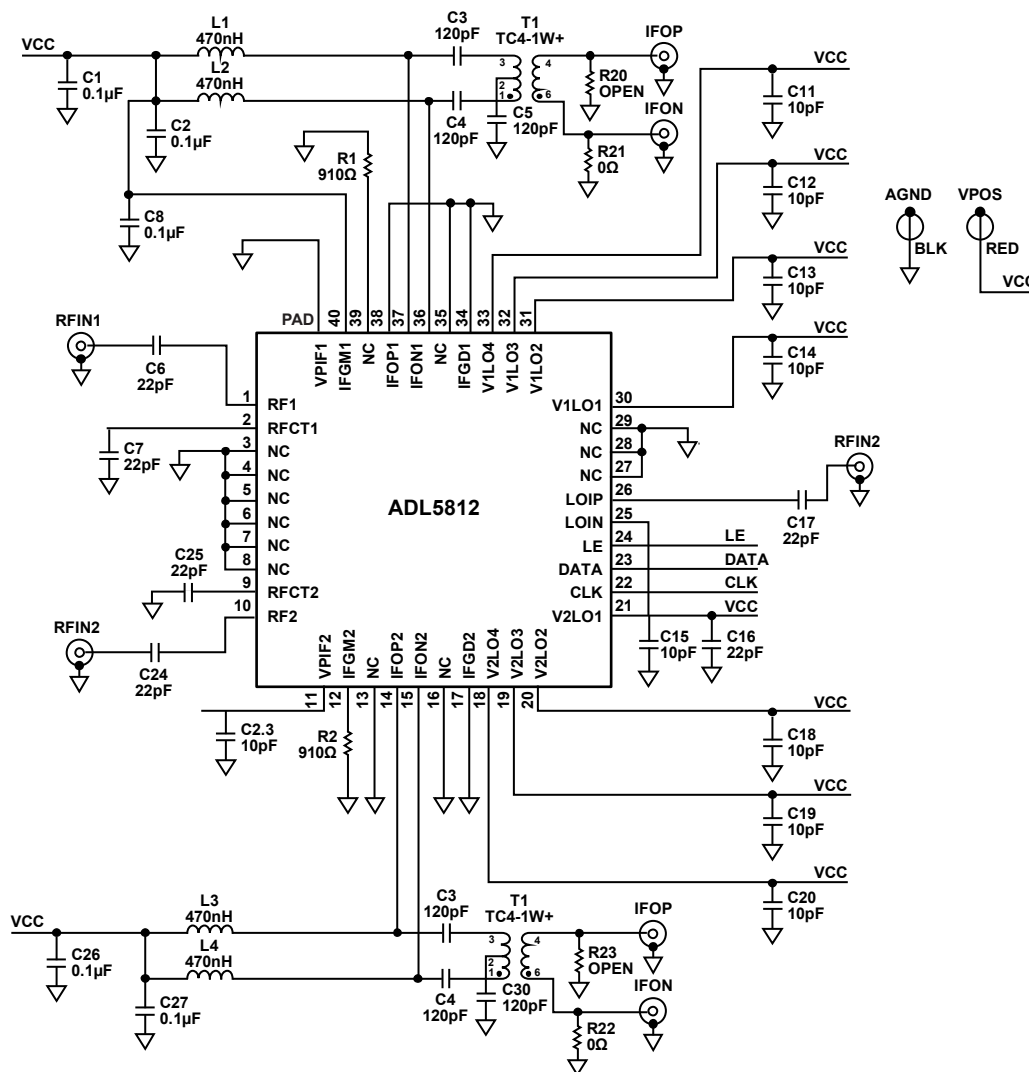 VCC
L1
470nH
L2
470nH
C1
0.1µF
C2
0.1µF
C8
0.1µF
C3
120pF
C4
120pF
T1
TC4-1W+
3
2
1
4
6
C5
120pF
R20
OPEN
IFOP
IFON
R21
0Ω
R1
910Ω
VCC
C11
10pF
VCC
C12
10pF
VCC
C13
10pF
VCC
C14
10pF
AGND
BLK
VPOS
RED
VCC
PAD
40
39
38
37
36
35
34
33
32
31
VPIF1
IFGM1
NC
IFOP1
IFON1
NC
IFGD1
V1LO4
V1LO3
V1LO2
RFIN1
C6
22pF
C7
22pF
1
RF1
2
RFCT1
3
NC
4
NC
5
NC
6
NC
7
NC
8
NC
9
RFCT2
10
RF2
C25
22pF
RFIN2
C24
22pF
ADL5812
V1LO1
30
NC
29
NC
28
NC
27
LOIP
26
LOIN
25
LE
24
LE
DATA
23
DATA
CLK
22
CLK
V2LO1
21
VCC
RFIN2
C17
22pF
C15
10pF
C16
22pF
VPIF2
IFGM2
NC
IFOP2
IFON2
NC
IFGD2
V2LO4
V2LO3
V2LO2
11
12
13
14
15
16
17
18
19
20
C2.3
10pF
R2
910Ω
VCC
C18
10pF
VCC
C19
10pF
VCC
C20
10pF
VCC
L3
470nH
L4
470nH
C26
0.1µF
C27
0.1µF
C3
120pF
C4
120pF
T1
TC4-1W+
3
2
1
4
6
C30
120pF
R23
OPEN
IFOP
IFON
R22
0Ω